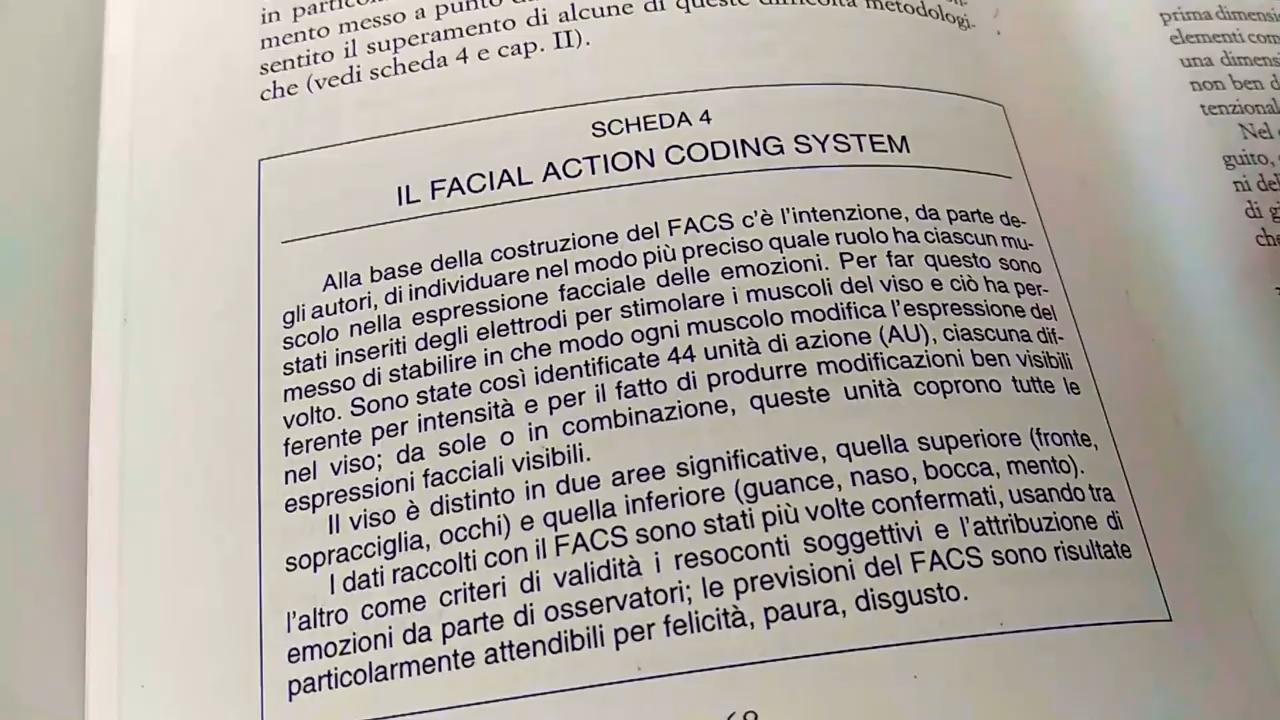 mento messo a punto
sentito il superamento di alcune di queste difficoltà metodologi-
che (vedi scheda 4 e cap. II).
SCHEDA 4
IL FACIAL ACTION CODING SYSTEM
Alla base della costruzione del FACS c'è l'intenzione, da parte de-
gli autori, di individuare nel modo più preciso quale ruolo ha ciascun mu-
scolo nella espressione facciale delle emozioni. Per far questo sono
stati inseriti degli elettrodi per stimolare i muscoli del viso e ciò ha per-
messo di stabilire in che modo ogni muscolo modifica l'espressione del
volto. Sono state così identificate 44 unità di azione (AU), ciascuna dif-
ferente per intensità e per il fatto di produrre modificazioni ben visibili
nel viso; da sole o in combinazione, queste unità coprono tutte le
espressioni facciali visibili.
Il viso è distinto in due aree significative, quella superiore (fronte,
sopracciglia, occhi) e quella inferiore (guance, naso, bocca, mento).
I dati raccolti con il FACS sono stati più volte confermati, usando tra
l'altro come criteri di validità i resoconti soggettivi e l'attribuzione di
emozioni da parte di osservatori; le previsioni del FACS sono risultate
particolarmente attendibili per felicità, paura, disgusto.
prima
elementi
una
non ben
Nel
guito,
di